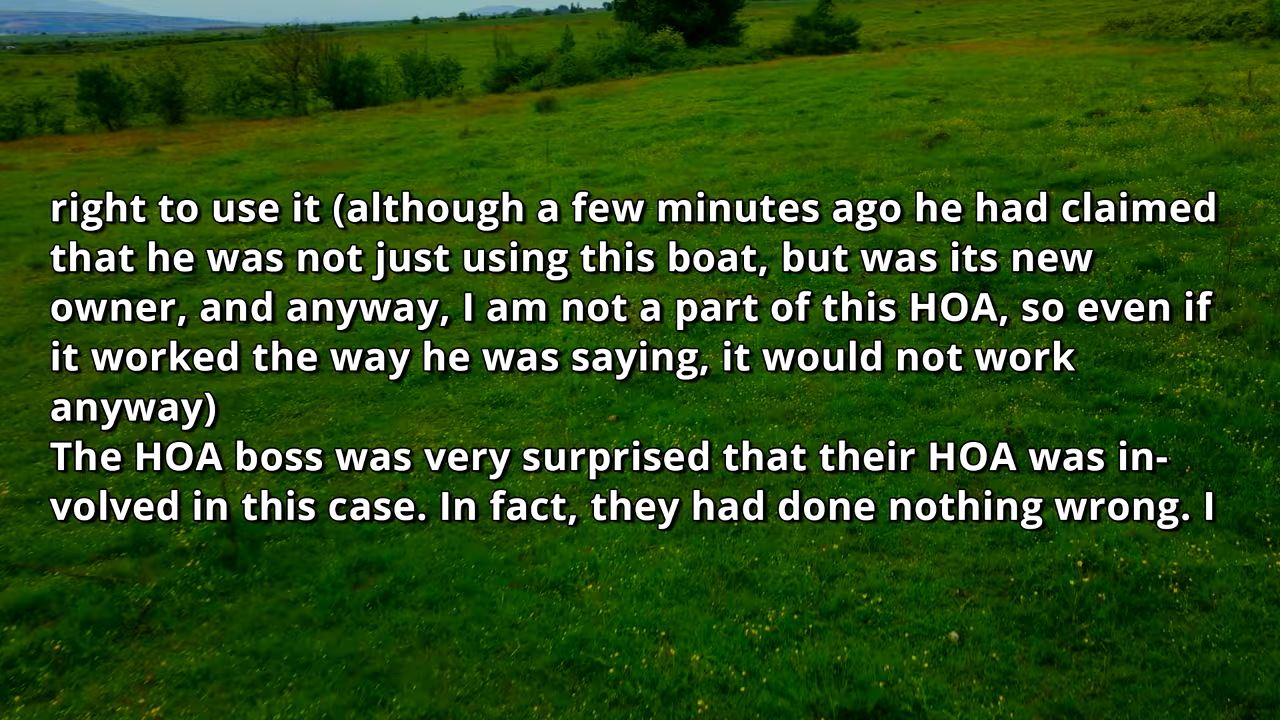 right to use it (although a few minutes ago he had claimed
that he was not just using this boat, but was its new
owner, and anyway, I am not a part of this HOA, so even if
it worked the way he was saying, it would not work
anyway)
The HOA boss was very surprised that their HOA was in-
volved in this case. In fact, they had done nothing wrong. I